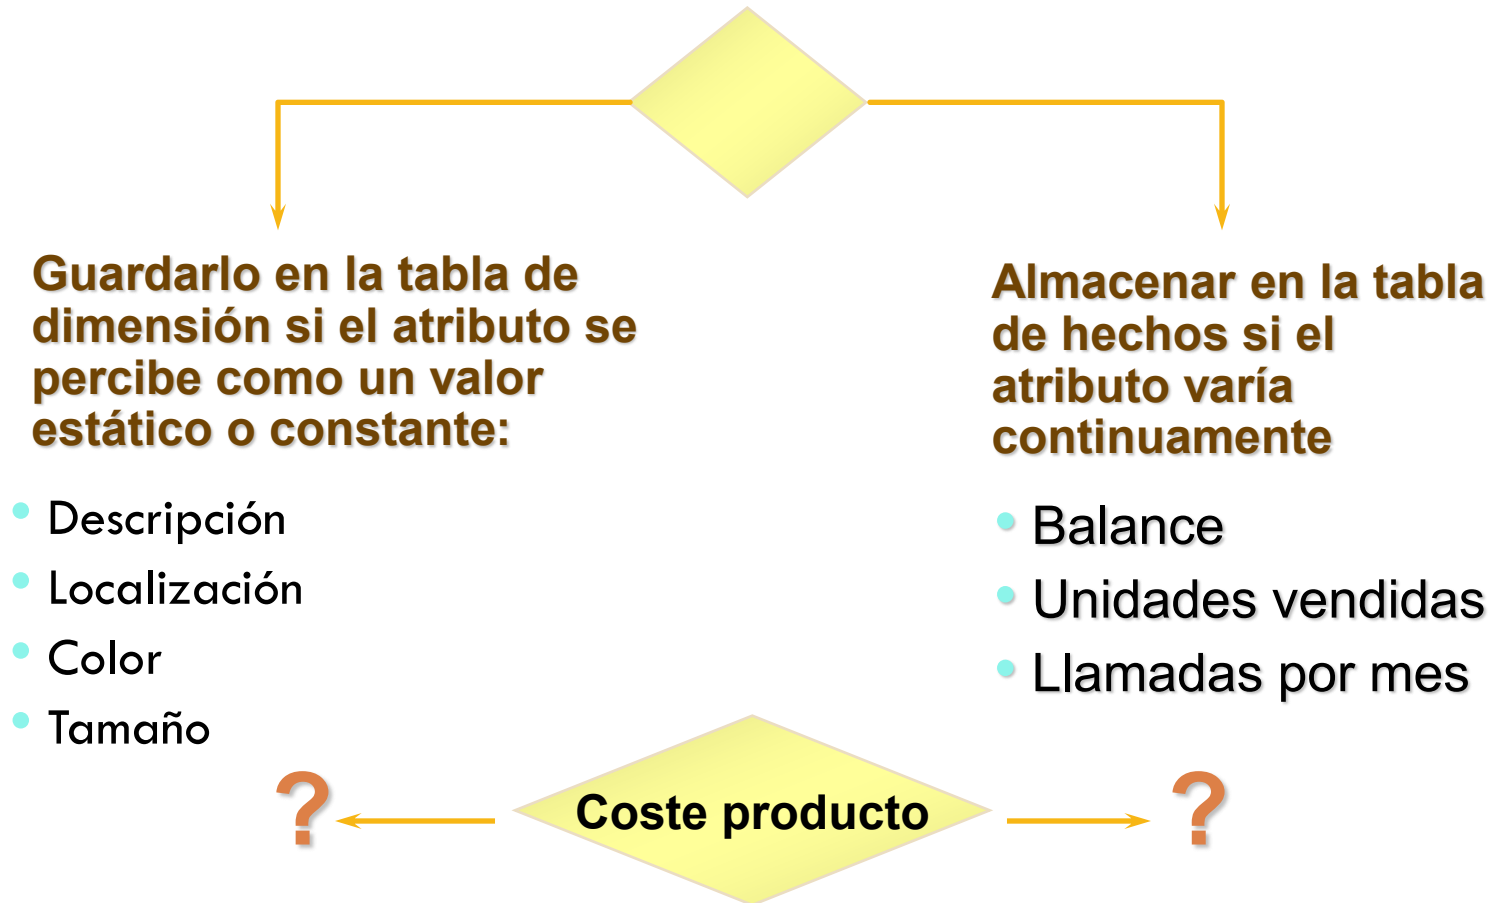 Guardarlo en la tabla de
dimensión si el atributo se
percibe como un valor
estático o constante:
• Descripción
• Localización
• Color
• Tamaño
Almacenar en la tabla
de hechos si el
atributo varía
continuamente
• Balance
• Unidades vendidas
• Llamadas por mes
? Coste producto ?